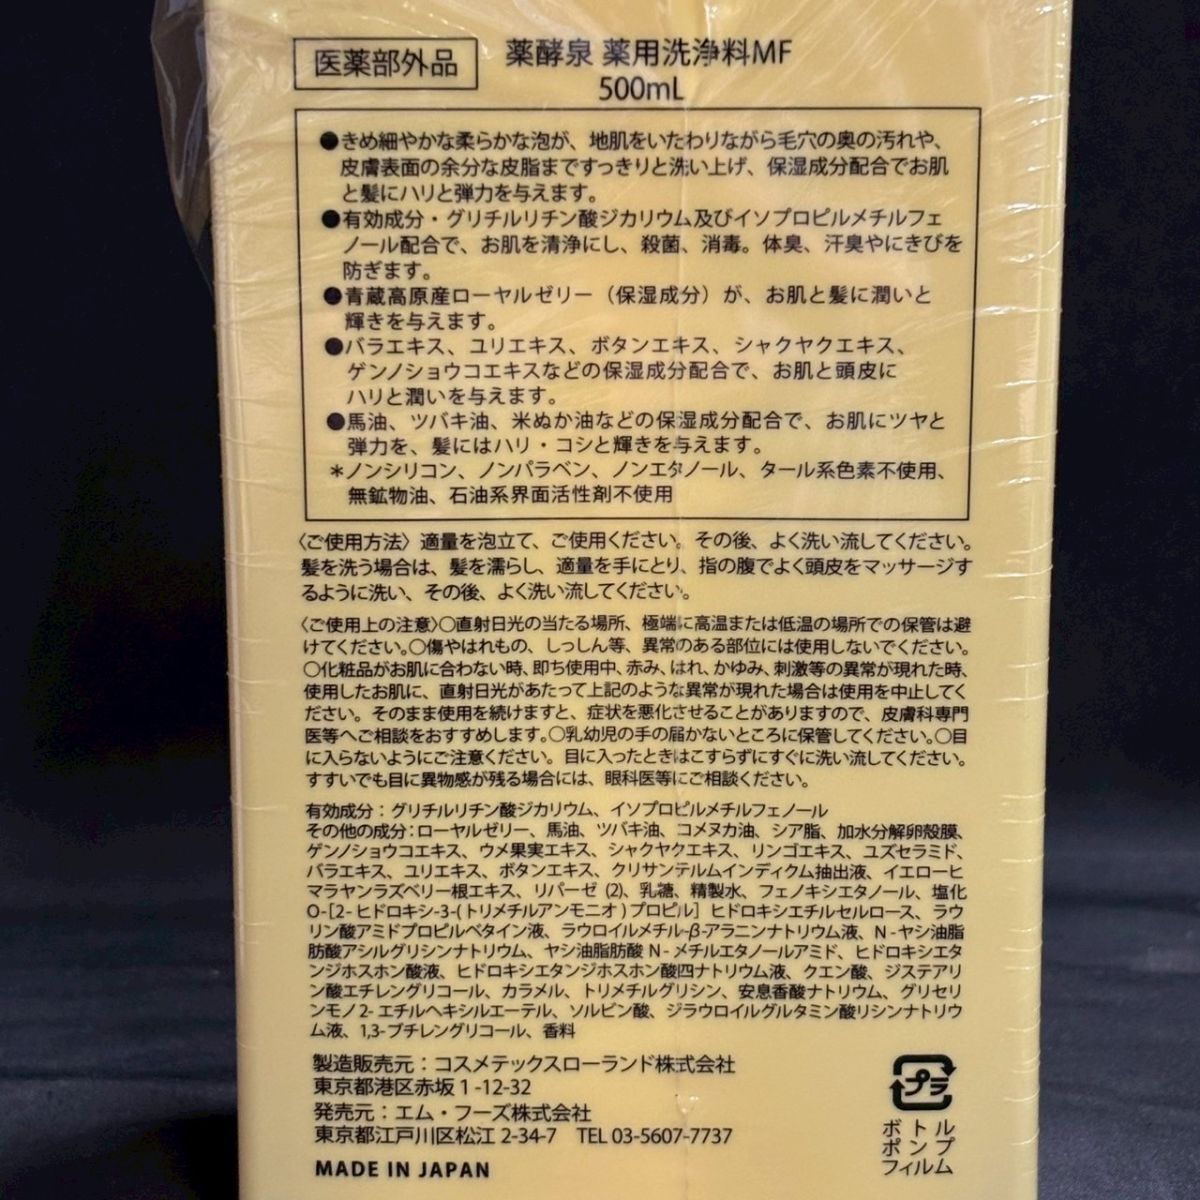 医薬部外品
薬酵泉 薬用洗浄料MF
500mL
●きめ細やかな柔らかな泡が、地肌をいたわりながら毛穴の奥の汚れや、
皮膚表面の余分な皮脂まですっきりと洗い上げ、保湿成分配合でお肌
と髪にハリと弾力を与えます。
●有効成分・グリチルリチン酸ジカリウム及びイソプロピルメチルフェ
ノール配合で、お肌を清浄にし、殺菌、消毒。体臭、汗臭やにきびを
防ぎます。
●青蔵高原産ローヤルゼリー（保湿成分）が、お肌と髪に潤いと
輝きを与えます。
●バラエキス、ユリエキス、ボタンエキス、シャクヤクエキス、
ゲンノショウコエキスなどの保湿成分配合で、お肌と頭皮に
ハリと潤いを与えます。
●馬油、ツバキ油、米ぬか油などの保湿成分配合で、お肌にツヤと
弾力を、髪にはハリ・コシと輝きを与えます。
＊ノンシリコン、ノンパラベン、ノンエタノール、タール系色素不使用、
無鉱物油、石油系界面活性剤不使用
〈ご使用方法〉適量を泡立て、ご使用ください。その後、よく洗い流してください。
髪を洗う場合は、髪を濡らし、適量を手にとり、指の腹でよく頭皮をマッサージす
るように洗い、その後、よく洗い流してください。
〈ご使用上の注意〉○直射日光の当たる場所、極端に高温または低温の場所での保管は避
けてください。○傷やはれもの、しっしん等、異常のある部位には使用しないでください。
○化粧品がお肌に合わない時、即ち使用中、赤み、はれ、かゆみ、刺激等の異常が現れた時、
使用したお肌に、直射日光があたって上記のような異常が現れた場合は使用を中止してく
ださい。そのまま使用を続けますと、症状を悪化させることがありますので、皮膚科専門
医等へご相談をおすすめします。○乳幼児の手の届かないところに保管してください。○目
に入らないようにご注意ください。目に入ったときはこすらずにすぐに洗い流してください。
すすいでも目に異物感が残る場合には、眼科医等にご相談ください。
有効成分：グリチルリチン酸ジカリウム、イソプロピルメチルフェノール
その他の成分：ローヤルゼリー、馬油、ツバキ油、コメヌカ油、シア脂、加水分解卵殻膜、
ゲンノショウコエキス、ウメ果実エキス、シャクヤクエキス、リンゴエキス、ユズセラミド、
バラエキス、ユリエキス、ボタンエキス、クリサンテルムインディクム抽出液、イエローヒ
マラヤンラズベリー根エキス、リパーゼ (2)、乳糖、精製水、フェノキシエタノール、塩化
O-[2-ヒドロキシ-3-(トリメチルアンモニオ)プロピル] ヒドロキシエチルセルロース、ラウ
リン酸アミドプロピルベタイン液、ラウロイルメチル-β-アラニンナトリウム液、N-ヤシ油脂
肪酸アシルグリシンナトリウム、ヤシ油脂肪酸 N-メチルエタノールアミド、ヒドロキシエタ
ンジホスホン酸液、ヒドロキシエタンジホスホン酸四ナトリウム液、クエン酸、ジステアリ
ン酸エチレングリコール、カラメル、トリメチルグリシン、安息香酸ナトリウム、グリセリ
ンモノ2-エチルヘキシルエーテル、ソルビン酸、ジラウロイルグルタミン酸リシンナトリウ
ム液、1,3-ブチレングリコール、香料
製造販売元：コスメテックスローランド株式会社
東京都港区赤坂1-12-32
発売元：エム・フーズ株式会社
東京都江戸川区松江 2-34-7 TEL 03-5607-7737
MADE IN JAPAN
プラ
ボトル
ポンプ
フィルム